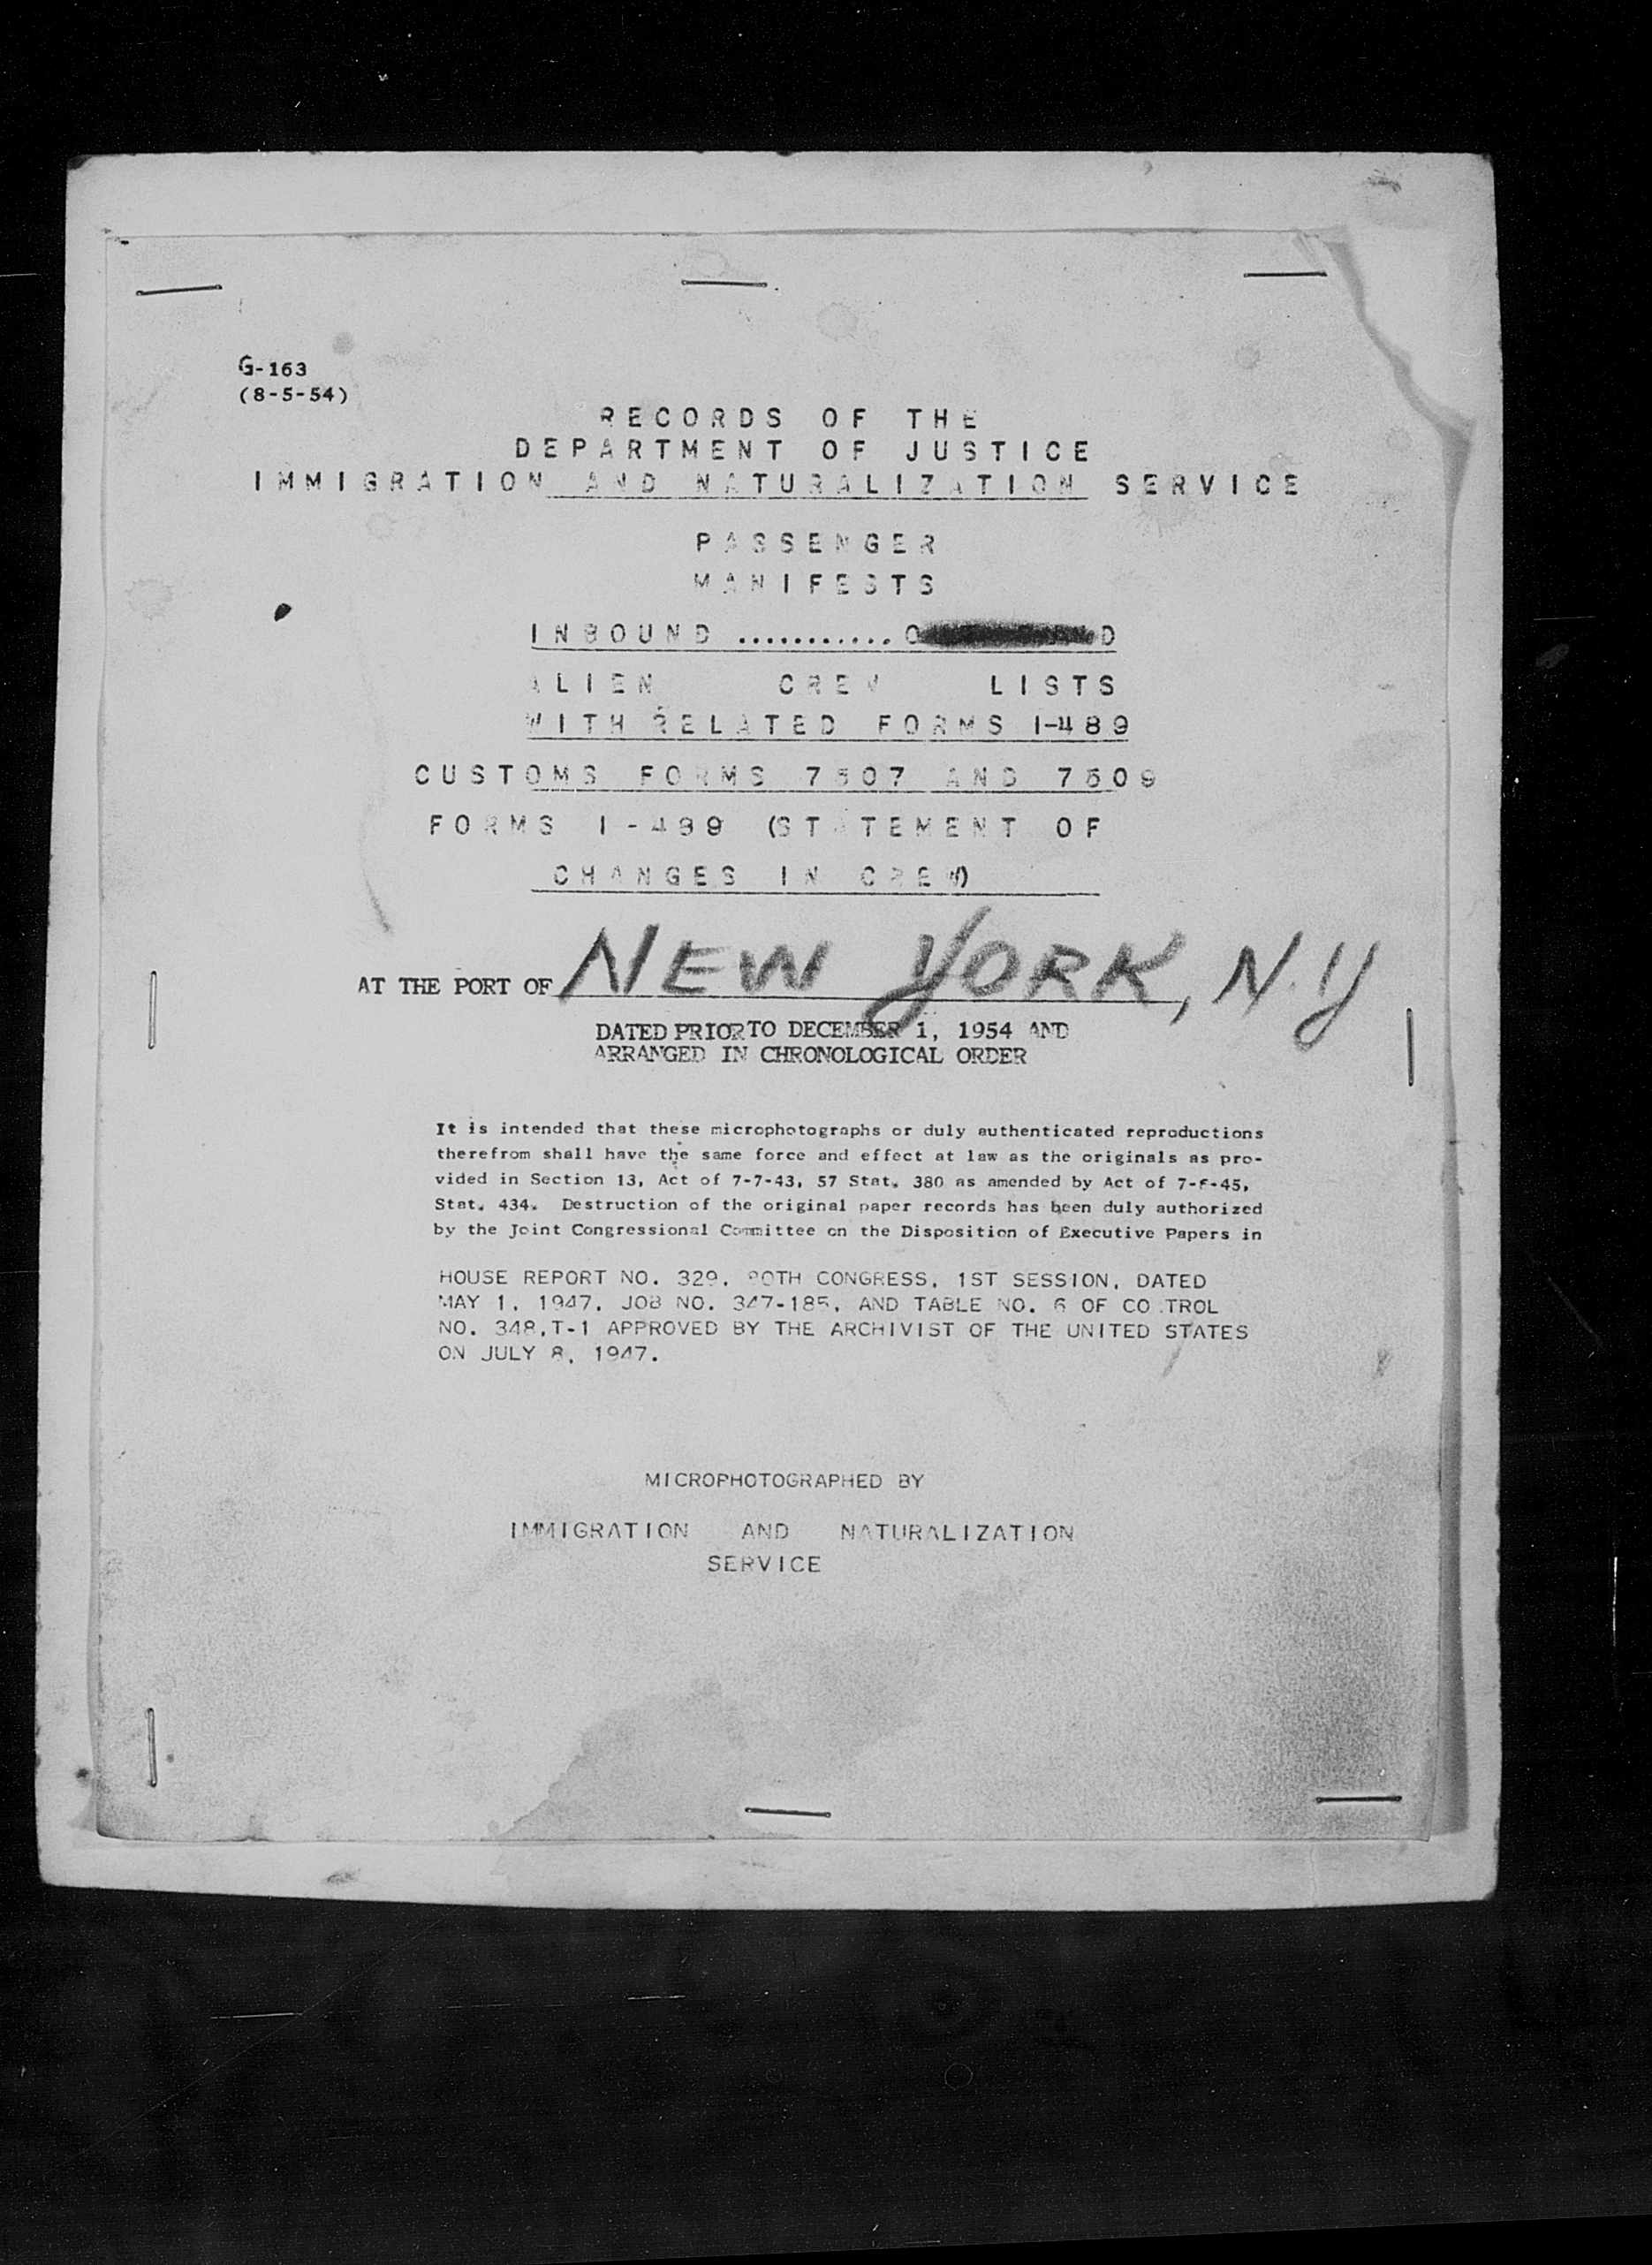 G-163
(8-5-54)
RECORDS OF THE
DEPARTMENT OF JUSTICE
IMMIGRATION AND NATURALIZATION SERVICE
PASSENGER
MANIFESTS
INBOUND ...........
ALIEN CREW LISTS
WITH RELATED FORMS I-489
CUSTOMS FORMS 7507 AND 7509
FORMS I-489 (STATEMENT OF
CHANGES IN CREW)
AT THE PORT OF NEW YORK, N.Y
DATED PRIOR TO DECEMBER 1, 1954 AND
ARRANGED IN CHRONOLOGICAL ORDER
It is intended that these microphotographs or duly authenticated reproductions
therefrom shall have the same force and effect at law as the originals as pro-
vided in Section 13, Act of 7-7-43, 57 Stat. 380 as amended by Act of
Stat. 434. Destruction of the original paper records has been duly authorized
by the Joint Congressional Committee on the Disposition of Executive Papers in
HOUSE REPORT NO. 329, 80TH CONGRESS, 1ST SESSION, DATED
MAY 1, 1947, JOB NO. 347-185, AND TABLE NO. 6 OF CO TROL
NO. 348,T-1 APPROVED BY THE ARCHIVIST OF THE UNITED STATES
ON JULY 8, 1947.
MICROPHOTOGRAPHED BY
IMMIGRATION AND NATURALIZATION
SERVICE